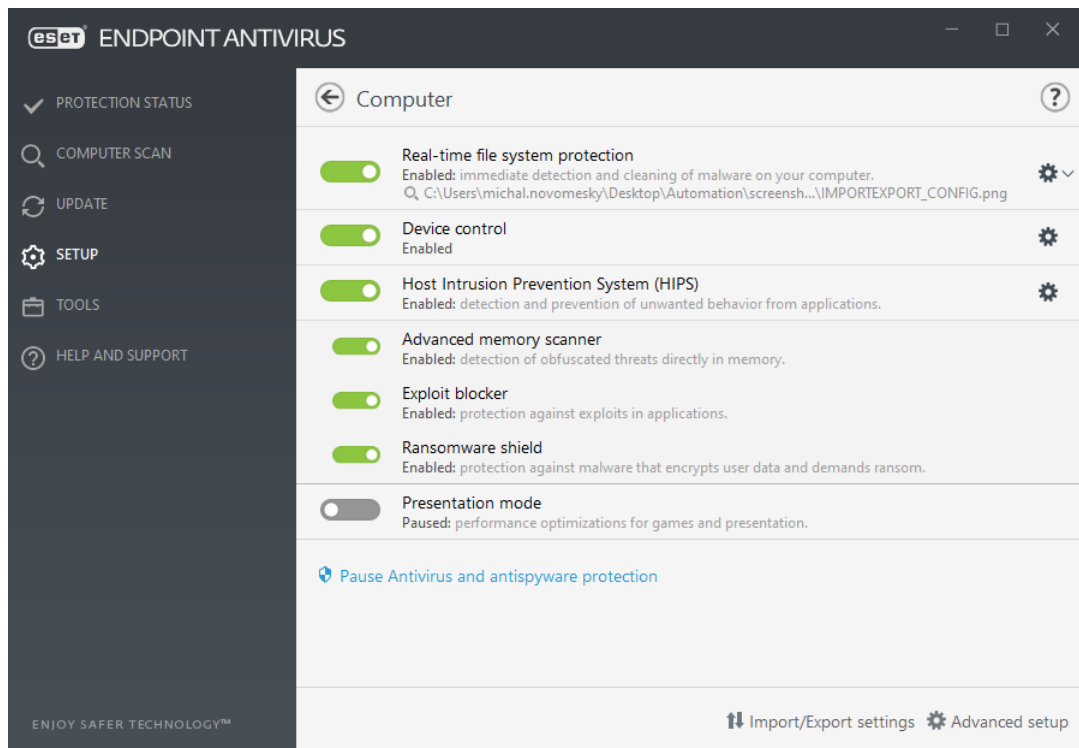 eset ENDPOINT ANTIVIRUS
PROTECTION STATUS
COMPUTER SCAN
UPDATE
SETUP
TOOLS
HELP AND SUPPORT
ENJOY SAFER TECHNOLOGY™
Computer
?
Real-time file system protection
Enabled: immediate detection and cleaning of malware on your computer.
C:\Users\michal.novomesky\Desktop\Automation\screensh...\IMPORTEXPORT_CONFIG.png
Device control
Enabled
Host Intrusion Prevention System (HIPS)
Enabled: detection and prevention of unwanted behavior from applications.
Advanced memory scanner
Enabled: detection of obfuscated threats directly in memory.
Exploit blocker
Enabled: protection against exploits in applications.
Ransomware shield
Enabled: protection against malware that encrypts user data and demands ransom.
Presentation mode
Paused: performance optimizations for games and presentation.
Pause Antivirus and antispyware protection
Import/Export settings Advanced setup